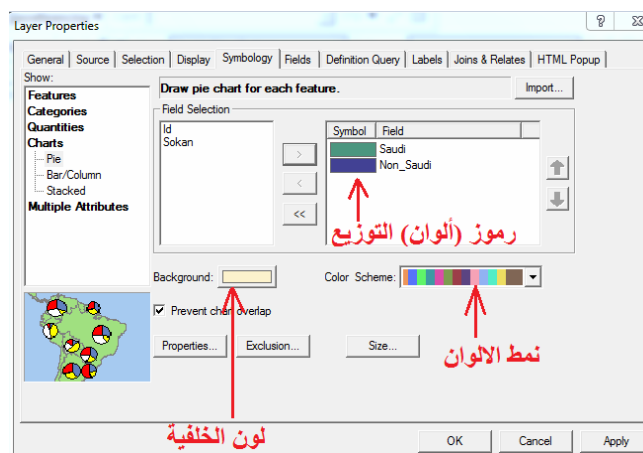 Layer Properties
General Source Selection Display Symbology Fields Definition Query Labels Joins & Relates HTML Popup
Show:
Features
Categories
Quantities
Charts
Pie
Bar/Column
Stacked
Multiple Attributes
Draw pie chart for each feature.
Import...
Field Selection
Id
Sokan
>
<
<<
Symbol Field
Saudi
Non_Saudi
رموز (ألوان) التوزيع
Background:
Color Scheme:
Prevent chart overlap
Properties... Exclusion... Size...
نمط الالوان
لون الخلفية
OK Cancel Apply